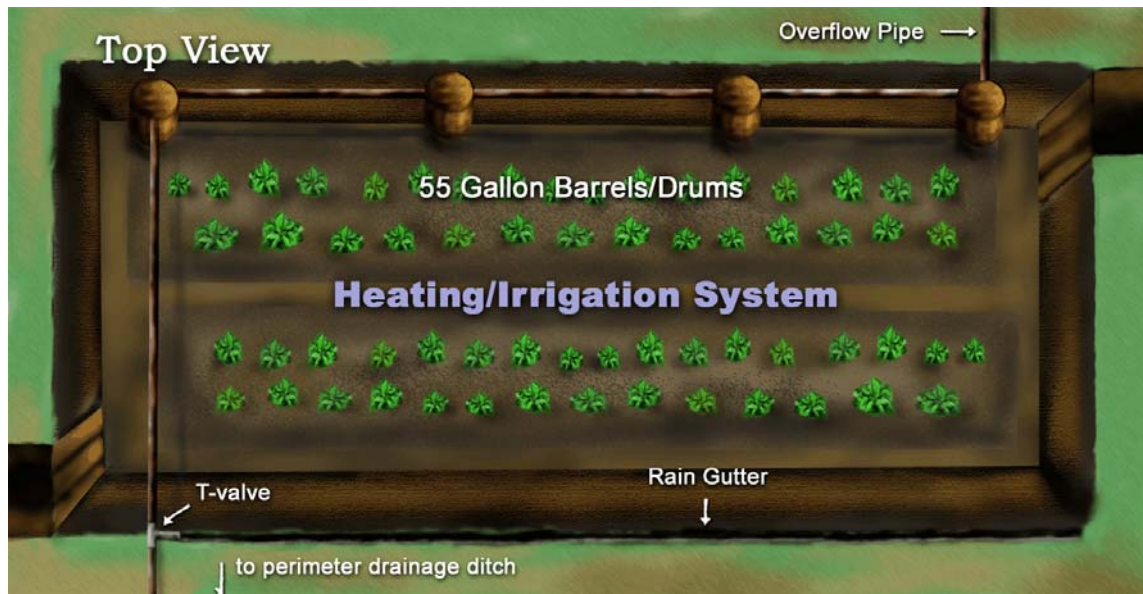 Overflow Pipe
Top View
55 Gallon Barrels/Drums
Heating/Irrigation System
Rain Gutter
T-valve
to perimeter drainage ditch